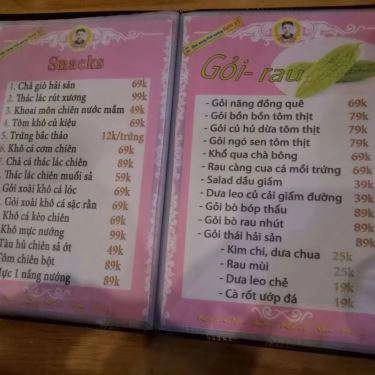 Snacks
1. Chả giò hải sản 69k
2. Thác lác rút xương 99k
3. Khoai môn chiên nước mắm 49k
4. Tôm khô củ kiệu 69k
5. Trứng bắc thảo 12k/trứng
6. Khô cá cơm chiên 69k
7. Chả cá thác lác chiên 89k
Thác lác chiên muối sả 59k
Gỏi xoài khô cá lóc 69k
Gỏi xoài khô cá sặc rằn 69k
Khô cá kèo chiên 69k
Khô mực nướng 99k
Tàu hủ chiên sả ớt 49k
Tôm chiên bột 89k
Mực 1 nắng nướng 89k
Gỏi- rau
- Gỏi năng đồng quê 69k
- Gỏi bồn bồn tôm thịt 79k
- Gỏi củ hủ dừa tôm thịt 79k
- Gỏi ngó sen tôm thịt 79k
- Khổ qua chà bông 69k
- Rau càng cua cá mồi trứng 69k
- Salad dầu giấm 39k
- Dưa leo củ cải giấm đường 39k
- Gỏi bò bóp thấu 89k
- Gỏi bò rau nhút 89k
- Gỏi thái hải sản 89k
- Kim chi, dưa chua 25k
- Rau mùi 25k
- Dưa leo chẻ 19k
- Cà rốt ướp đá 19k